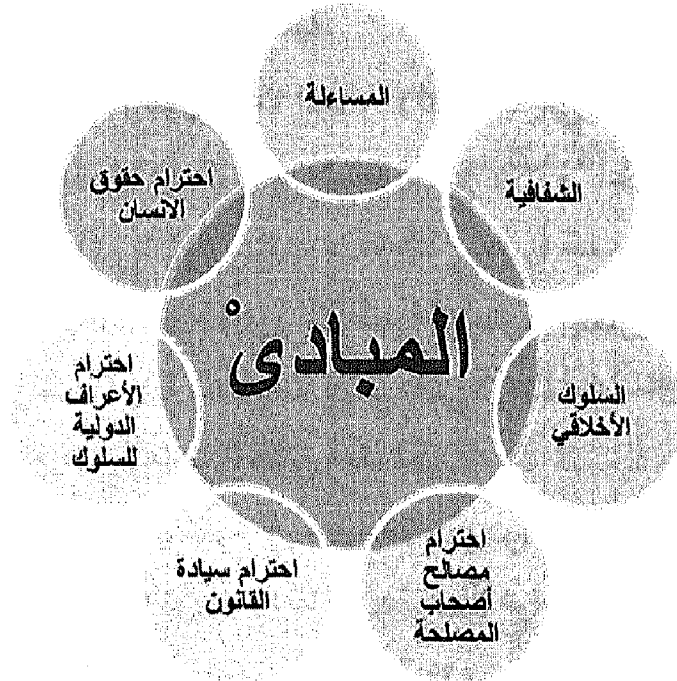 المساءلة
الشفافية
السلوك
الأخلاقي
احترام
مصالح
أصحاب
المصلحة
احترام سيادة
القانون
احترام
الأعراف
الدولية
للسلوك
احترام حقوق
الانسان
المبادئ